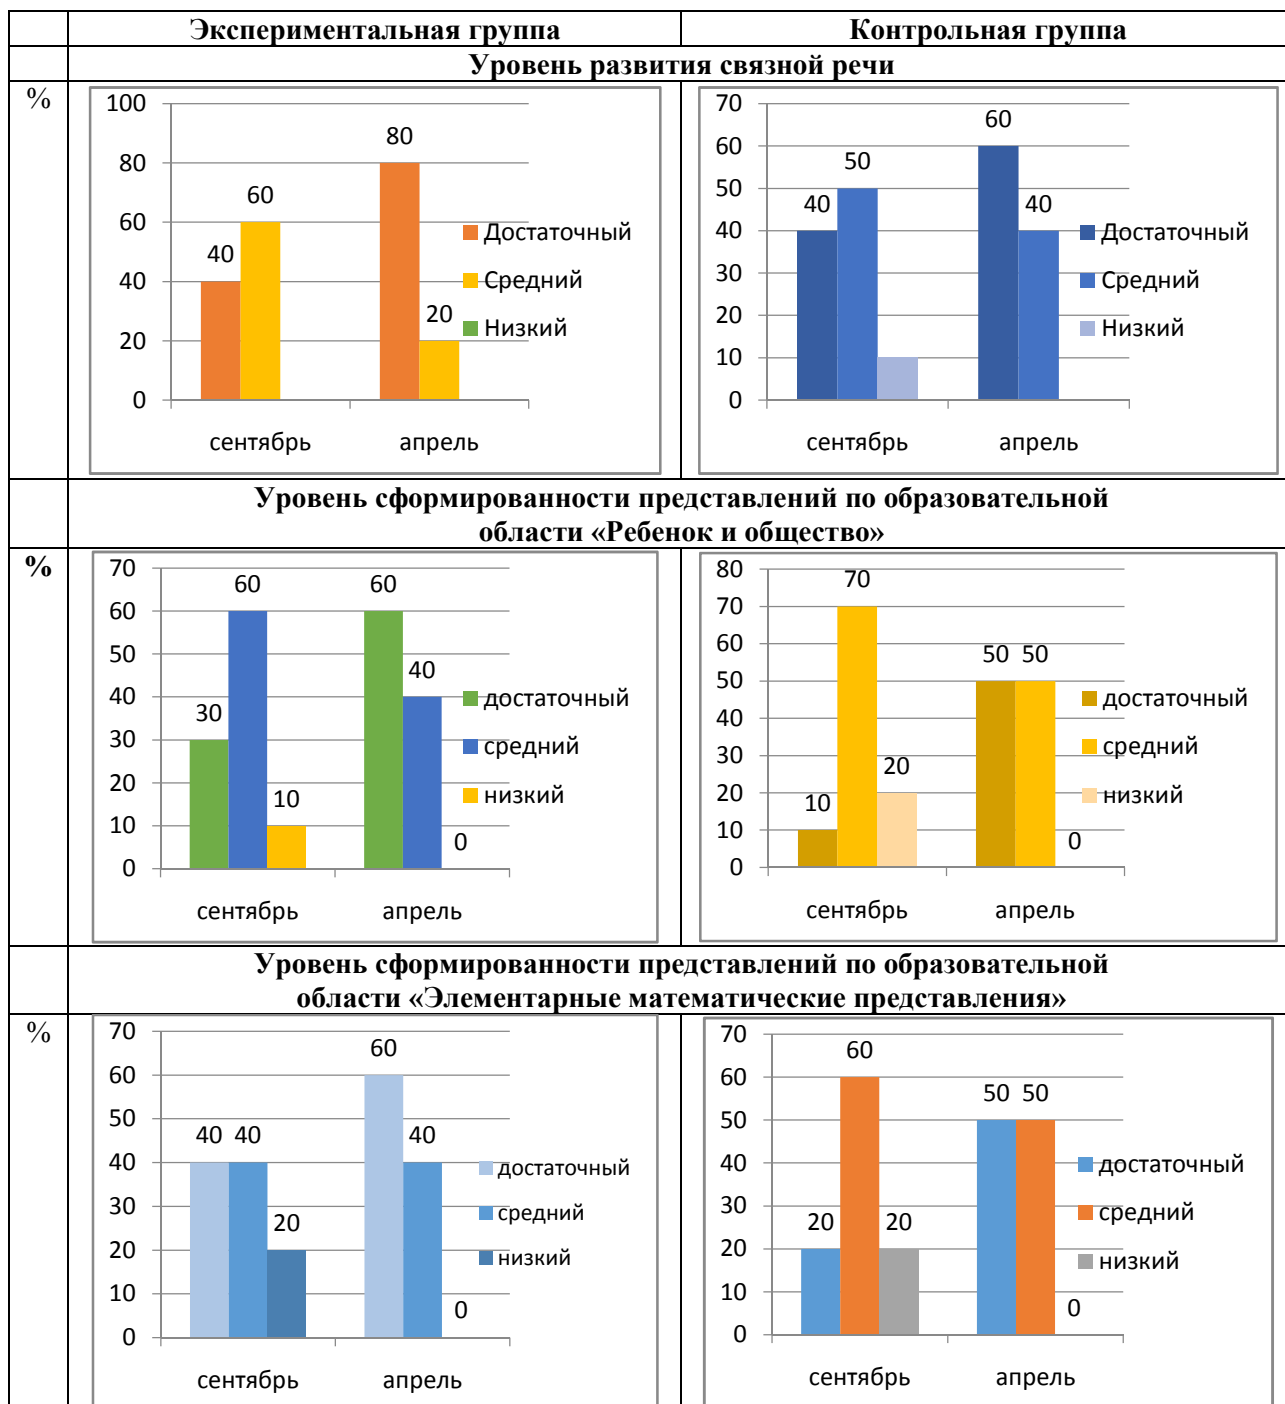 Экспериментальная группа Контрольная группа
Уровень развития связной речи
%
100
80
60
40
20
0
40
60
80
20
Достаточный
Средний
Низкий
сентябрь апрель
70
60
50
40
30
20
10
0
40
50
60
40
Достаточный
Средний
Низкий
сентябрь апрель
Уровень сформированности представлений по образовательной
области «Ребенок и общество»
%
70
60
50
40
30
20
10
0
30
60
10
60
40
0
достаточный
средний
низкий
сентябрь апрель
80
70
60
50
40
30
20
10
0
10
70
20
50 50
0
достаточный
средний
низкий
сентябрь апрель
Уровень сформированности представлений по образовательной
области «Элементарные математические представления»
%
70
60
50
40
30
20
10
0
40 40
20
60
40
0
достаточный
средний
низкий
сентябрь апрель
70
60
50
40
30
20
10
0
20
60
20
50 50
0
достаточный
средний
низкий
сентябрь апрель